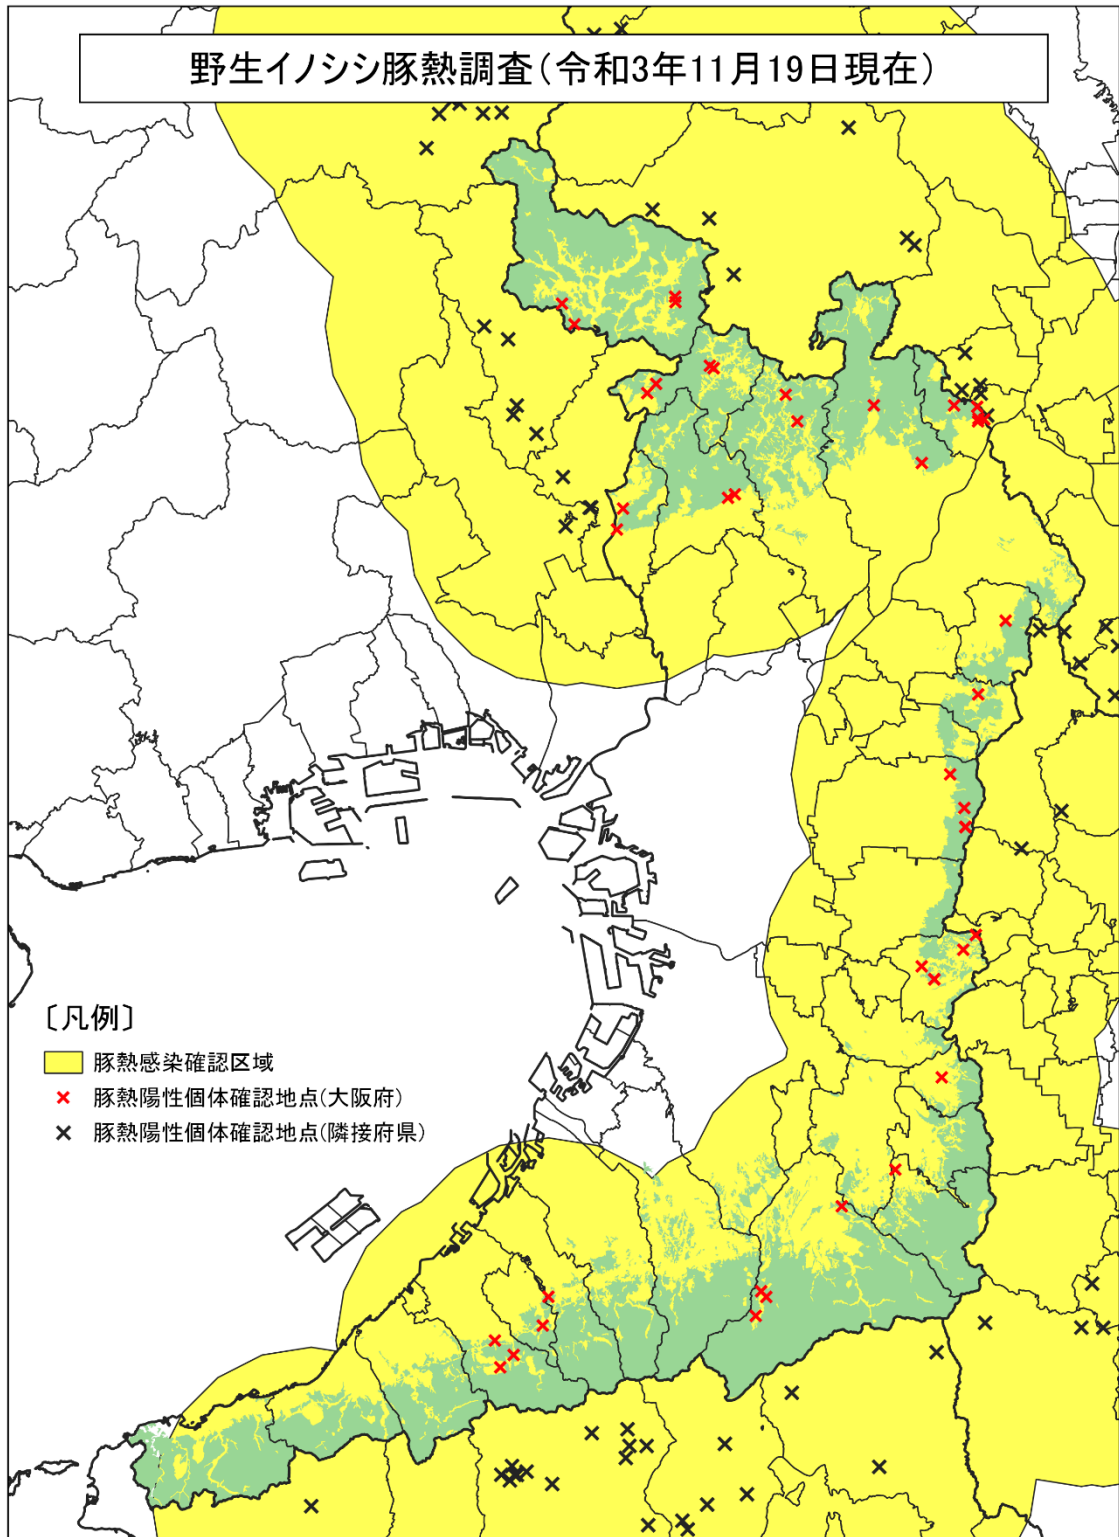 野生イノシシ豚熱調査(令和3年11月19日現在)
〔凡例〕
豚熱感染確認区域
豚熱陽性個体確認地点(大阪府)
豚熱陽性個体確認地点(隣接府県)